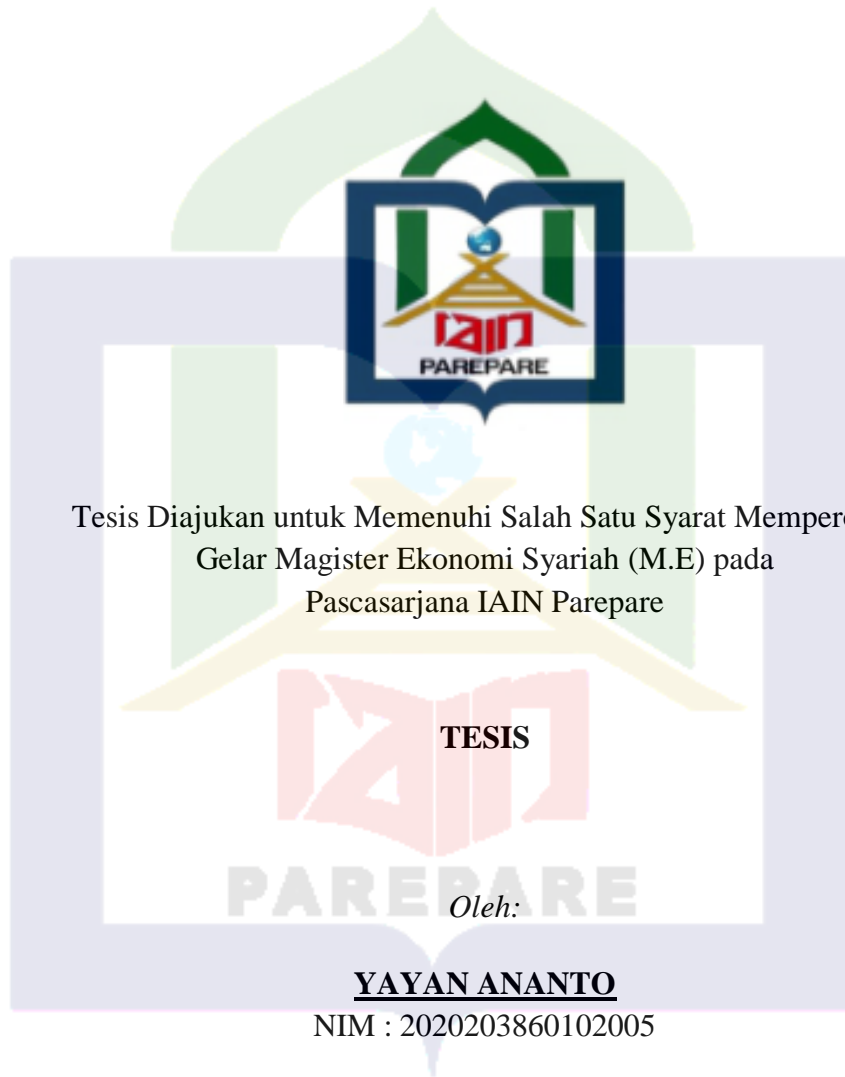 IAIN
PAREPARE
Tesis Diajukan untuk Memenuhi Salah Satu Syarat Memper
Gelar Magister Ekonomi Syariah (M.E) pada
Pascasarjana IAIN Parepare
TESIS
IAIN
PAREPARE
Oleh:
YAYAN ANANTO
NIM : 2020203860102005